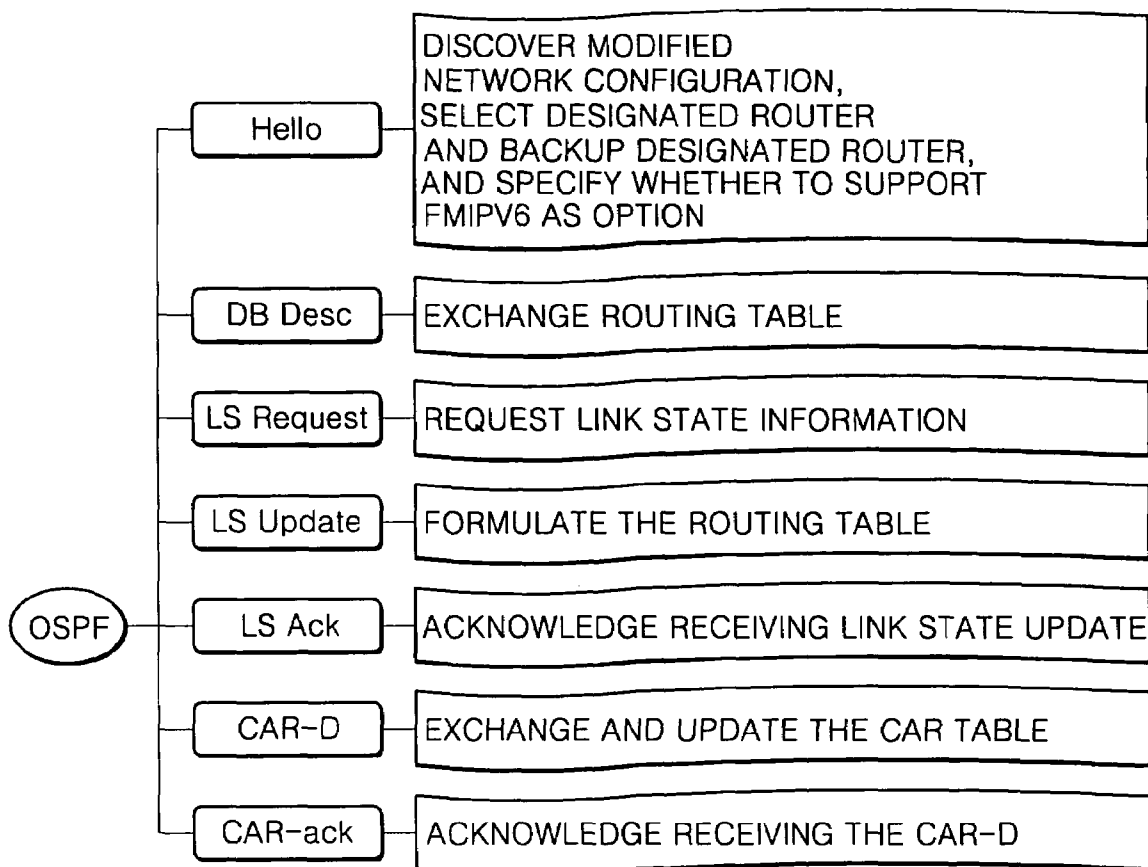 Hello
DISCOVER MODIFIED
NETWORK CONFIGURATION,
SELECT DESIGNATED ROUTER
AND BACKUP DESIGNATED ROUTER,
AND SPECIFY WHETHER TO SUPPORT
FMIPV6 AS OPTION
DB Desc
EXCHANGE ROUTING TABLE
LS Request
REQUEST LINK STATE INFORMATION
LS Update
FORMULATE THE ROUTING TABLE
OSPF
LS Ack
ACKNOWLEDGE RECEIVING LINK STATE UPDATE
CAR-D
EXCHANGE AND UPDATE THE CAR TABLE
CAR-ack
ACKNOWLEDGE RECEIVING THE CAR-D